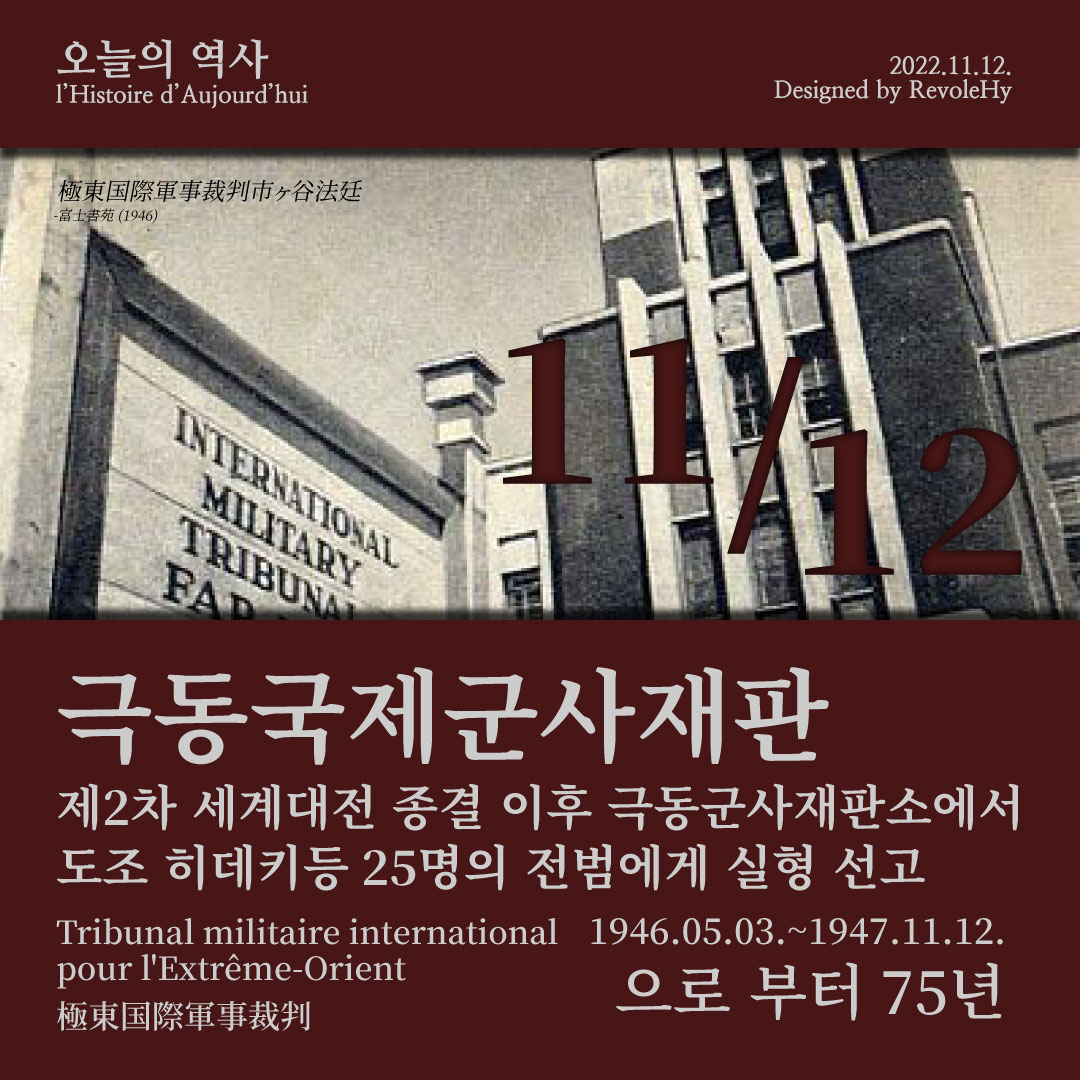 오늘의 역사
l'Histoire d'Aujourd'hui
2022.11.12.
Designed by RevoleHy
極東国際軍事裁判市ヶ谷法廷
-富士書苑 (1946)
INTERNATIONAL
MILITARY
TRIBUNAL
FAR
11/12
극동국제군사재판
제2차 세계대전 종결 이후 극동군사재판소에서
도조 히데키등 25명의 전범에게 실형 선고
Tribunal militaire international
pour l'Extrême-Orient
極東国際軍事裁判
1946.05.03.~1947.11.12.
으로 부터 75년